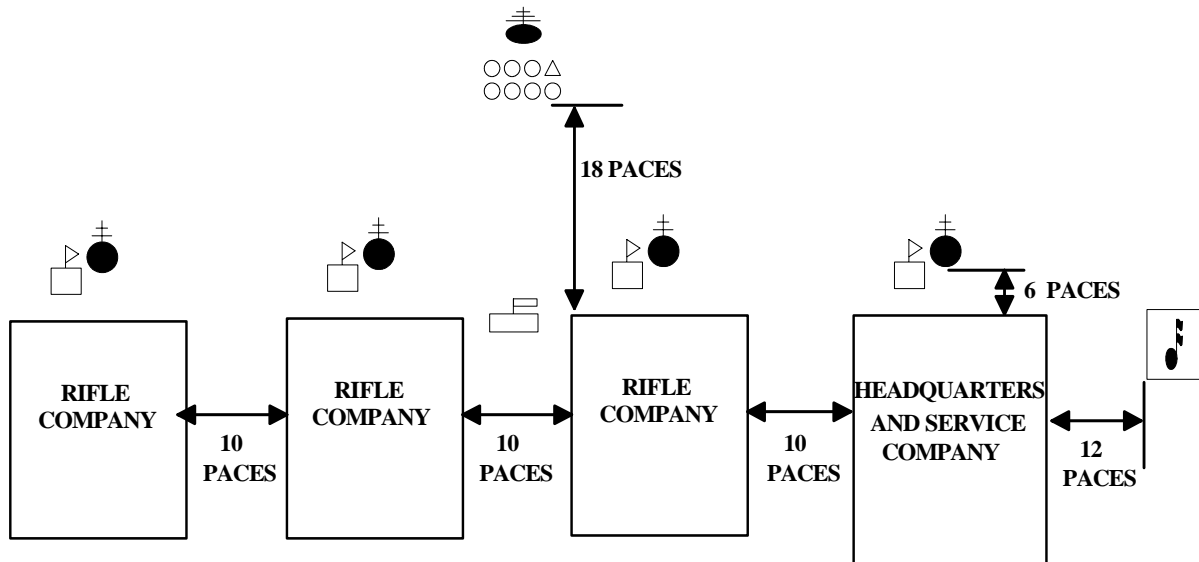 18 PACES
6 PACES
RIFLE
COMPANY
RIFLE
COMPANY
RIFLE
COMPANY
HEADQUARTERS
AND SERVICE
COMPANY
10
PACES
10
PACES
10
PACES
12
PACES